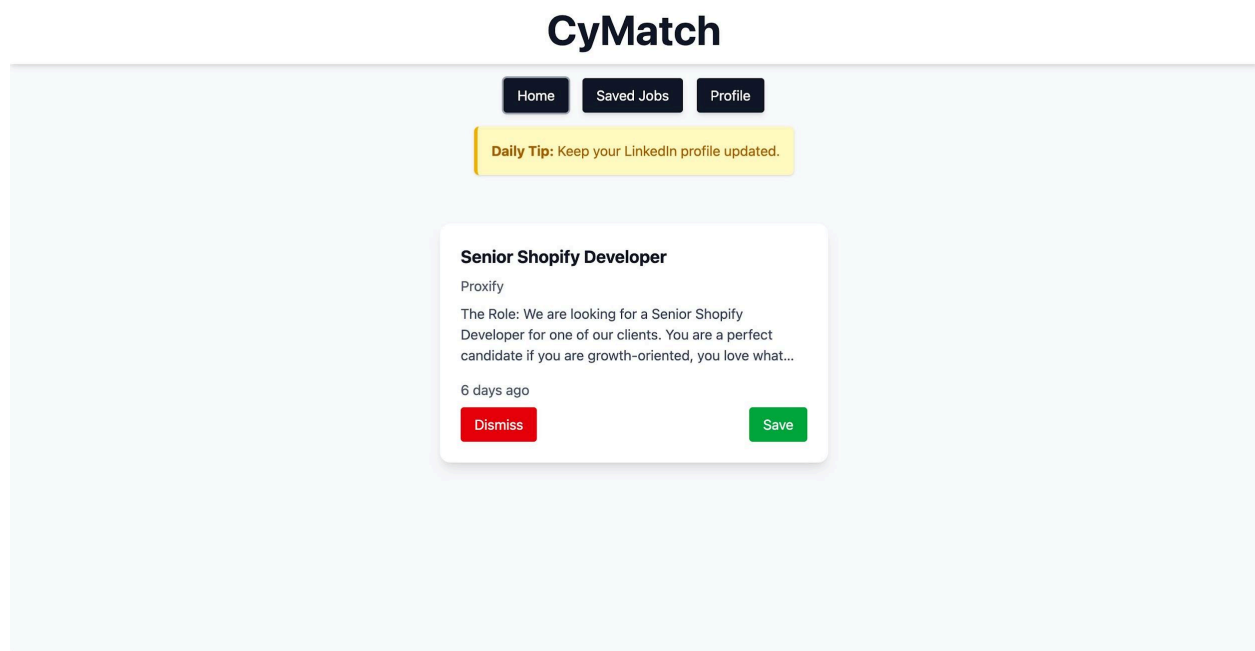 CyMatch
Home Saved Jobs Profile
Daily Tip: Keep your LinkedIn profile updated.
Senior Shopify Developer
Proxify
The Role: We are looking for a Senior Shopify
Developer for one of our clients. You are a perfect
candidate if you are growth-oriented, you love what...
6 days ago
Dismiss Save